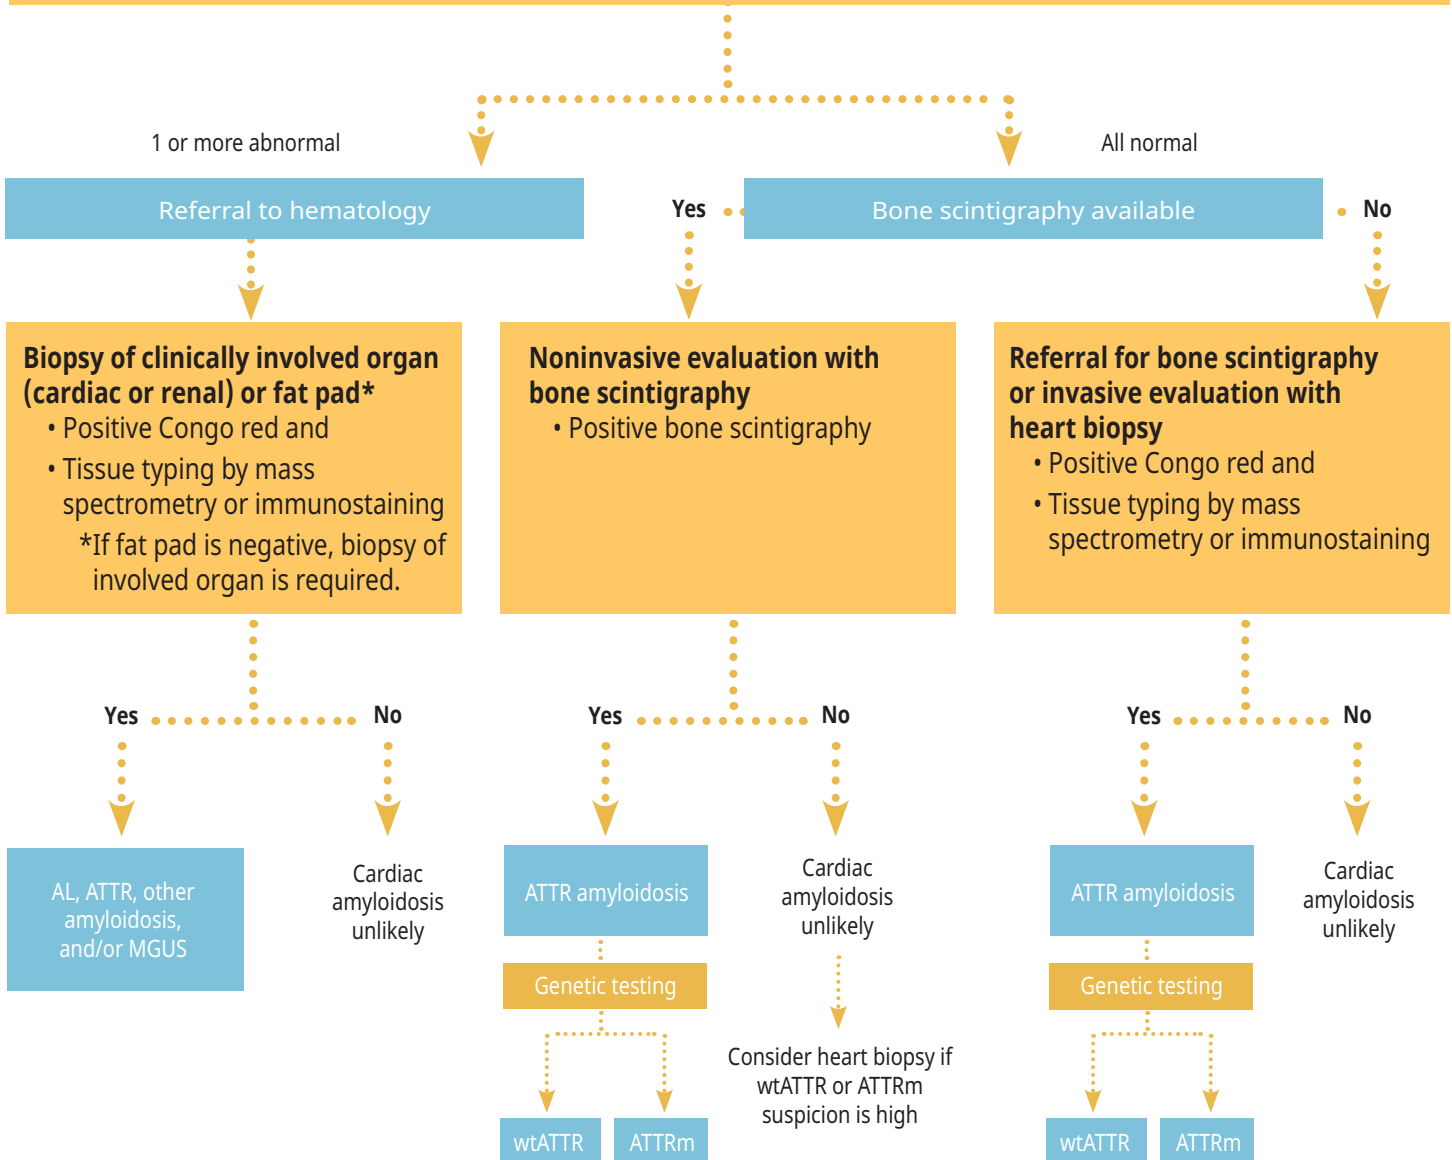 1 or more abnormal
All normal
Referral to hematology
Yes
Bone scintigraphy available
No
Biopsy of clinically involved organ
(cardiac or renal) or fat pad*
• Positive Congo red and
• Tissue typing by mass
spectrometry or immunostaining
*If fat pad is negative, biopsy of
involved organ is required.
Noninvasive evaluation with
bone scintigraphy
• Positive bone scintigraphy
Referral for bone scintigraphy
or invasive evaluation with
heart biopsy
• Positive Congo red and
• Tissue typing by mass
spectrometry or immunostaining
Yes
No
Yes
No
Yes
No
AL, ATTR, other
amyloidosis,
and/or MGUS
Cardiac
amyloidosis
unlikely
ATTR amyloidosis
Cardiac
amyloidosis
unlikely
ATTR amyloidosis
Cardiac
amyloidosis
unlikely
Genetic testing
Genetic testing
Consider heart biopsy if
wtATTR or ATTRm
suspicion is high
wtATTR
ATTRm
wtATTR
ATTRm